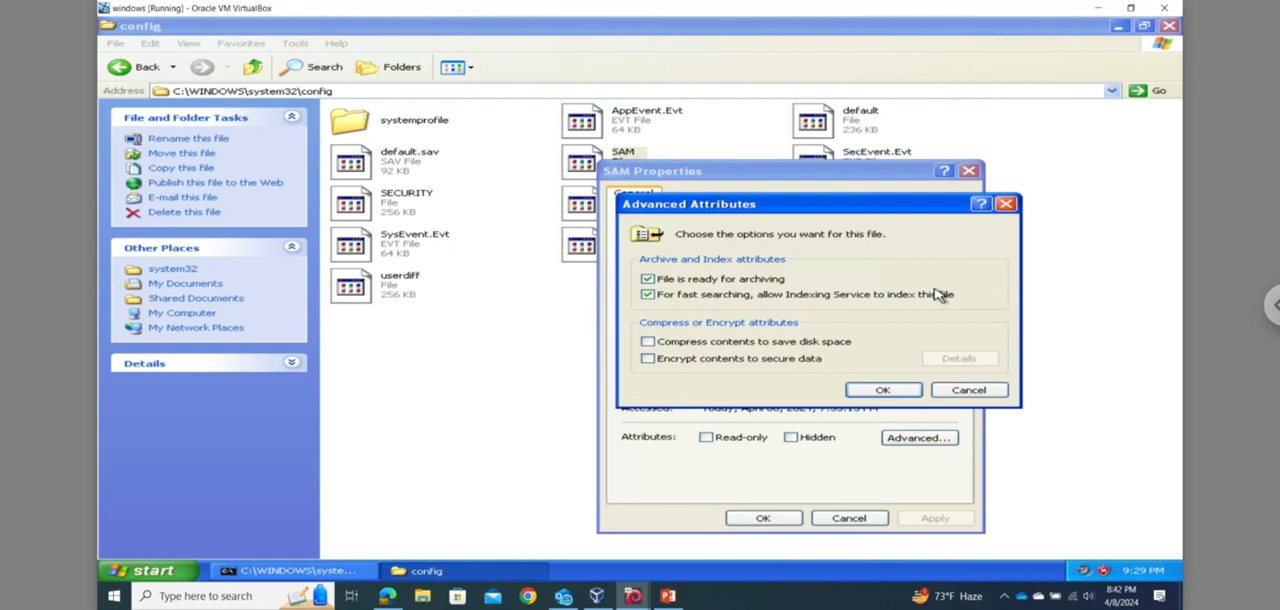 windows [Running] - Oracle VM VirtualBox
config
File Edit View Favorites Tools Help
Back Search Folders
Address C:\WINDOWS\system32\config Go
File and Folder Tasks
Rename this file
Move this file
Copy this file
Publish this file to the Web
E-mail this file
Delete this file
Other Places
system32
My Documents
Shared Documents
My Computer
My Network Places
Details
systemprofile
AppEvent.Evt
EVT File
64 KB
default
File
236 KB
default.sav
SAV File
92 KB
SAM
SecEvent.Evt
SECURITY
File
256 KB
SysEvent.Evt
EVT File
64 KB
userdiff
File
256 KB
SAM Properties
General
Advanced Attributes
Choose the options you want for this file.
Archive and Index attributes
File is ready for archiving
For fast searching, allow Indexing Service to index this file
Compress or Encrypt attributes
Compress contents to save disk space
Encrypt contents to secure data
Details
OK Cancel
Accessed: Today, April
Attributes: Read-only Hidden Advanced...
OK Cancel Apply
start C:\WINDOWS\syste... config 9:29 PM
Type here to search 73°F Haze 8:42 PM
4/8/2024